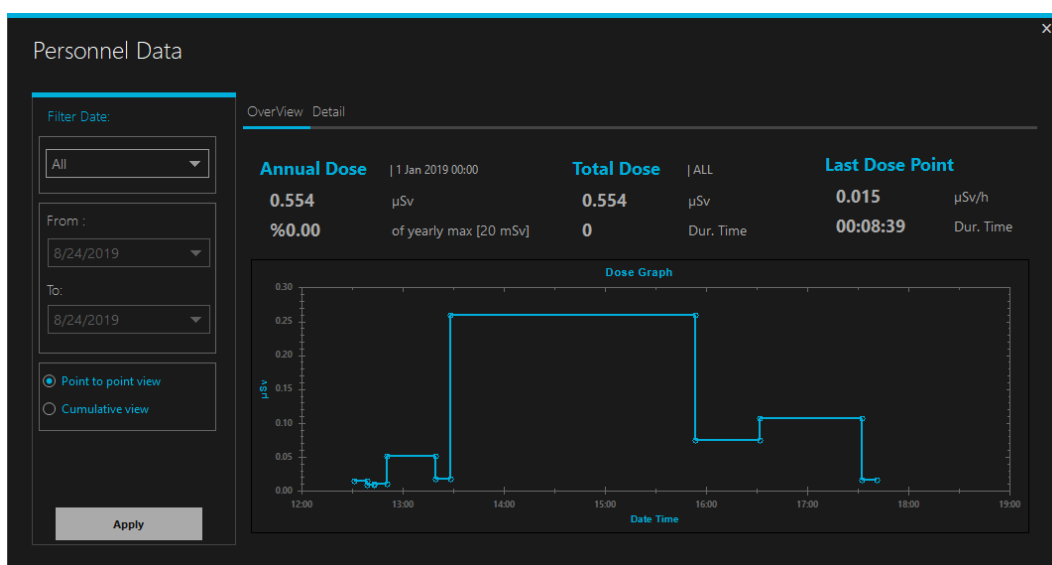 x
Personnel Data
Filter Date:
All
From :
8/24/2019
To:
8/24/2019
Point to point view
Cumulative view
Apply
OverView Detail
Annual Dose | 1 Jan 2019 00:00
0.554 µSv
%0.00 of yearly max [20 mSv]
Total Dose | ALL
0.554 µSv
0 Dur. Time
Last Dose Point
0.015 µSv/h
00:08:39 Dur. Time
Dose Graph
µSv
0.30
0.25
0.20
0.15
0.10
0.05
0.00
12:00 13:00 14:00 15:00 16:00 17:00 18:00 19:00
Date Time